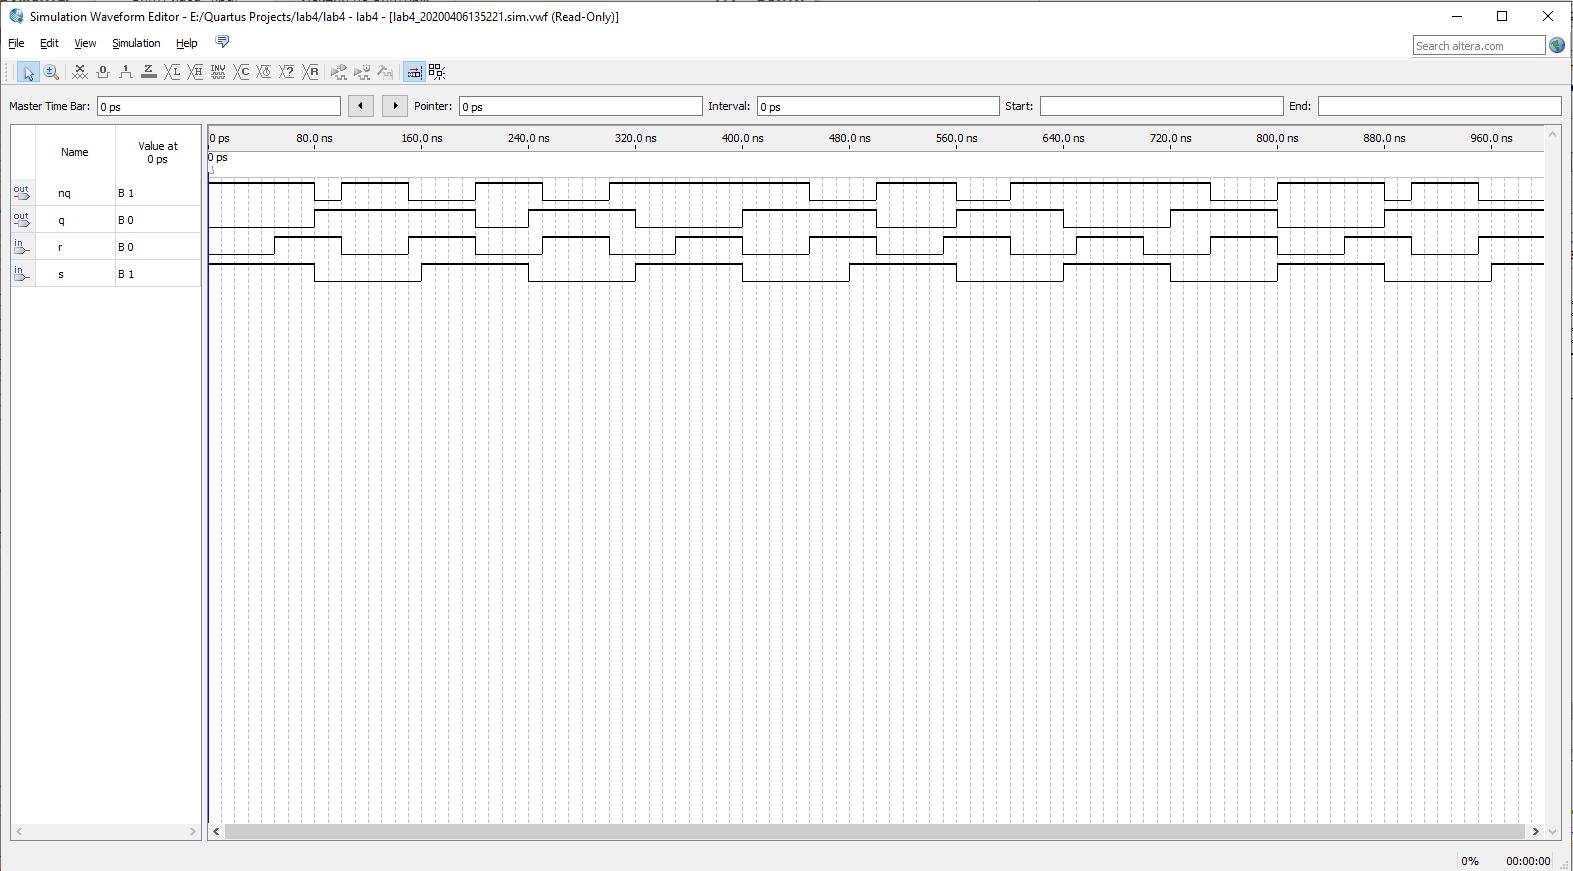 Simulation Waveform Editor - E:/Quartus Projects/lab4/lab4 - lab4 - [lab4_20200406135221.sim.vwf (Read-Only)]
File Edit View Simulation Help
Search altera.com
Master Time Bar: 0 ps Pointer: 0 ps Interval: 0 ps Start: End:
Name Value at 0 ps
0 ps 80.0 ns 160.0 ns 240.0 ns 320.0 ns 400.0 ns 480.0 ns 560.0 ns 640.0 ns 720.0 ns 800.0 ns 880.0 ns 960.0 ns
0 ps
out nq B 1
out q B 0
in r B 0
in s B 1
0% 00:00:00